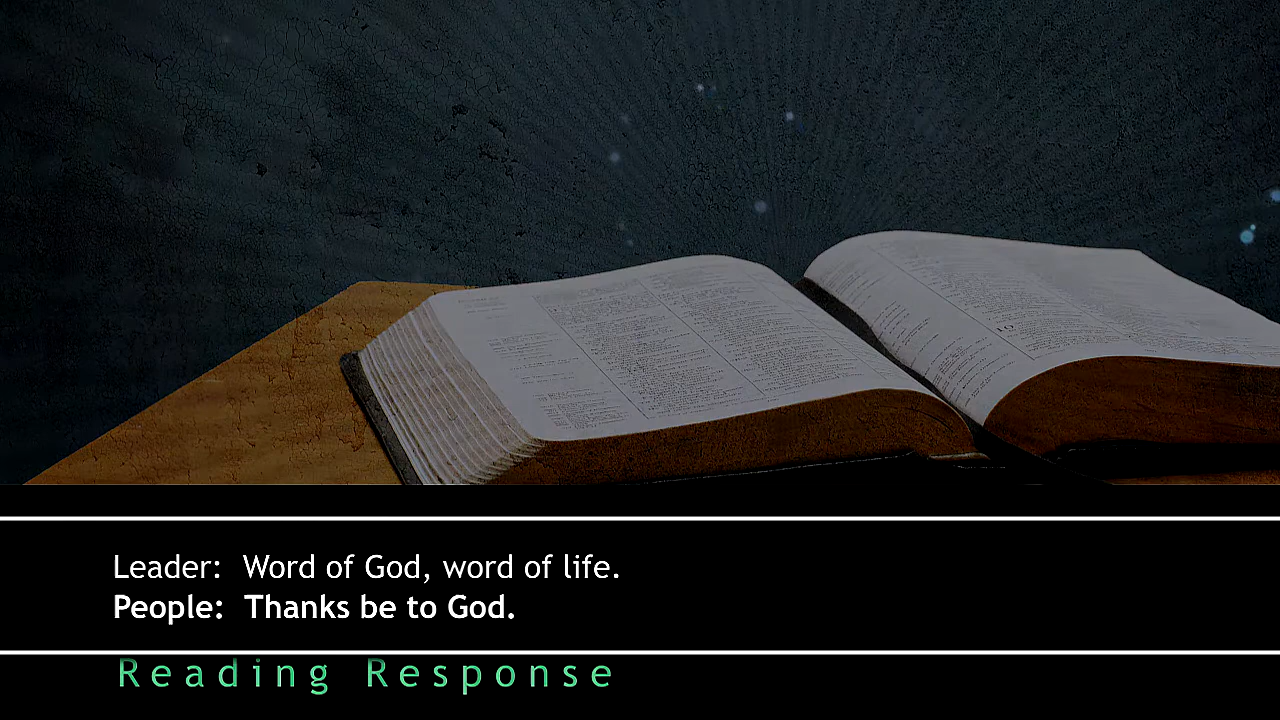 Leader: Word of God, word of life.
People: Thanks be to God.
Reading Response